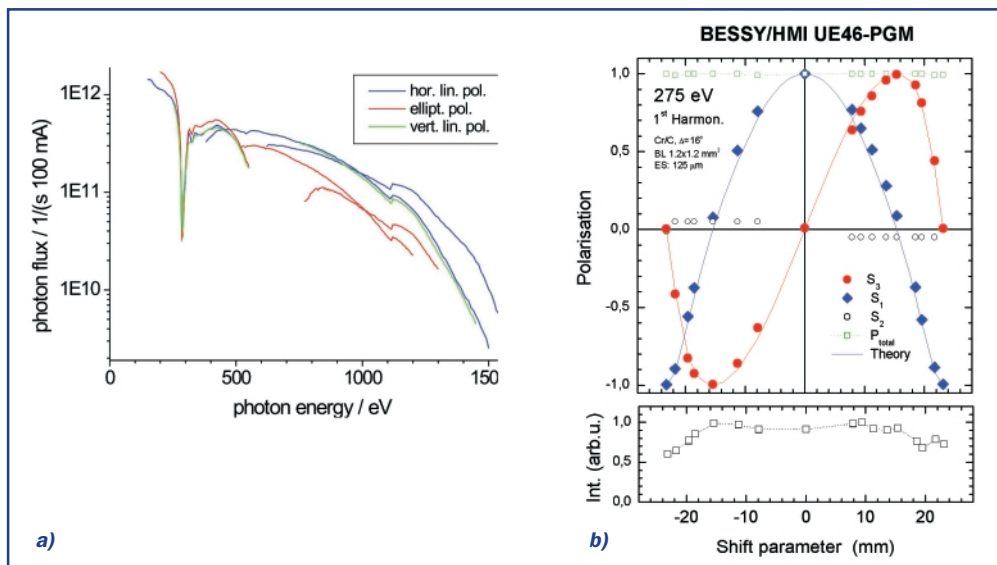 hor. lin. pol.
ellipt. pol.
vert. lin. pol.
1E12
1E11
1E10
photon flux / 1/(s 100 mA)
0
500
1000
1500
photon energy / eV
a)
BESSY/HMI UE46-PGM
275 eV
1st Harmon.
Cr/C, Δ= 16°
BL 1.2x1.2 mm²
ES: 125 µm
1,0
0,5
0,0
-0,5
-1,0
Polarisation
S3
S1
S2
Ptotal
Theory
1,0
0,5
0,0
Int. (arb.u.)
-20 -10 0 10 20
Shift parameter (mm)
b)